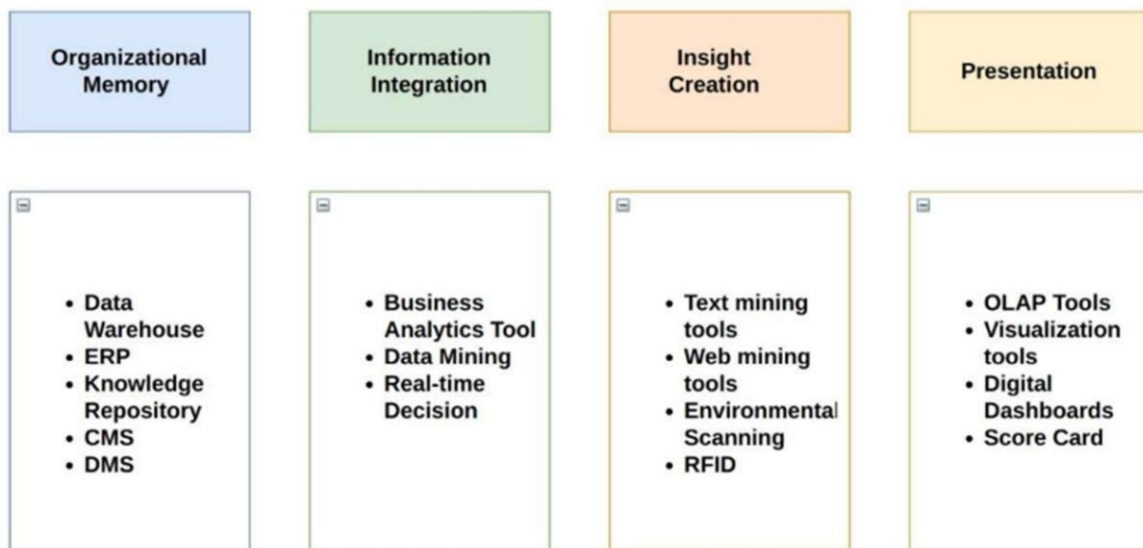 Organizational
Memory
Information
Integration
Insight
Creation
Presentation
• Data
Warehouse
• ERP
• Knowledge
Repository
• CMS
• DMS
• Business
Analytics Tool
• Data Mining
• Real-time
Decision
• Text mining
tools
• Web mining
tools
• Environmental
Scanning
• RFID
• OLAP Tools
• Visualization
tools
• Digital
Dashboards
• Score Card